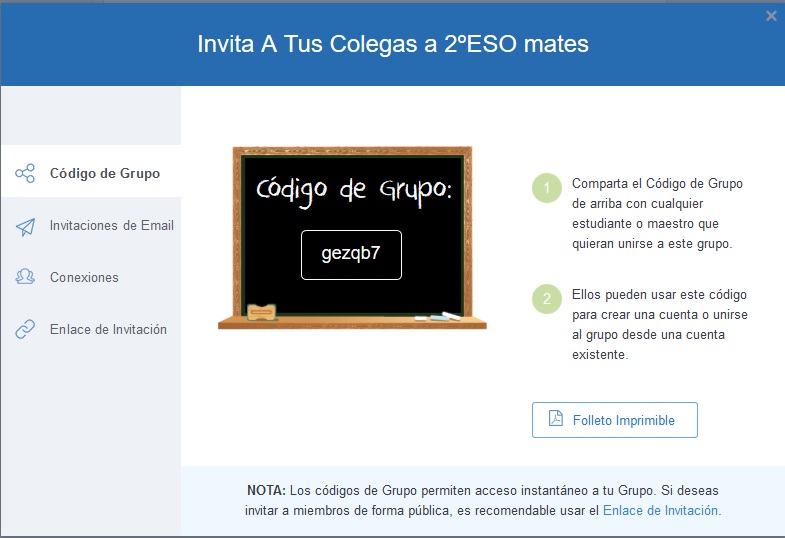 Invita A Tus Colegas a 2ºESO mates
Código de Grupo
Invitaciones de Email
Conexiones
Enlace de Invitación
Código de Grupo:
gezqb7
1
Comparta el Código de Grupo
de arriba con cualquier
estudiante o maestro que
quieran unirse a este grupo.
2
Ellos pueden usar este código
para crear una cuenta o unirse
al grupo desde una cuenta
existente.
Folleto Imprimible
NOTA: Los códigos de Grupo permiten acceso instantáneo a tu Grupo. Si deseas
invitar a miembros de forma pública, es recomendable usar el Enlace de Invitación.